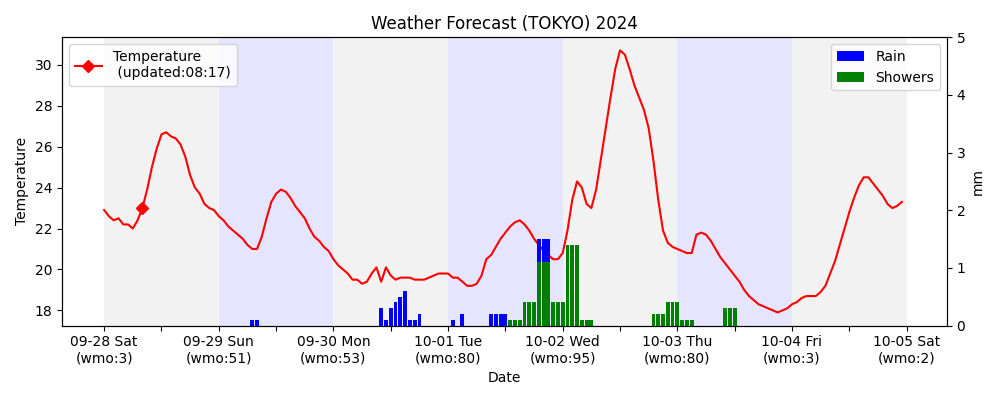 Weather Forecast (TOKYO) 2024
Temperature
(updated:08:17)
Rain
Showers
Temperature
30
28
26
24
22
20
18
5
4
3
2
1
0
mm
09-28 Sat
(wmo:3)
09-29 Sun
(wmo:51)
09-30 Mon
(wmo:53)
10-01 Tue
(wmo:80)
10-02 Wed
(wmo:95)
10-03 Thu
(wmo:80)
10-04 Fri
(wmo:3)
10-05 Sat
(wmo:2)
Date